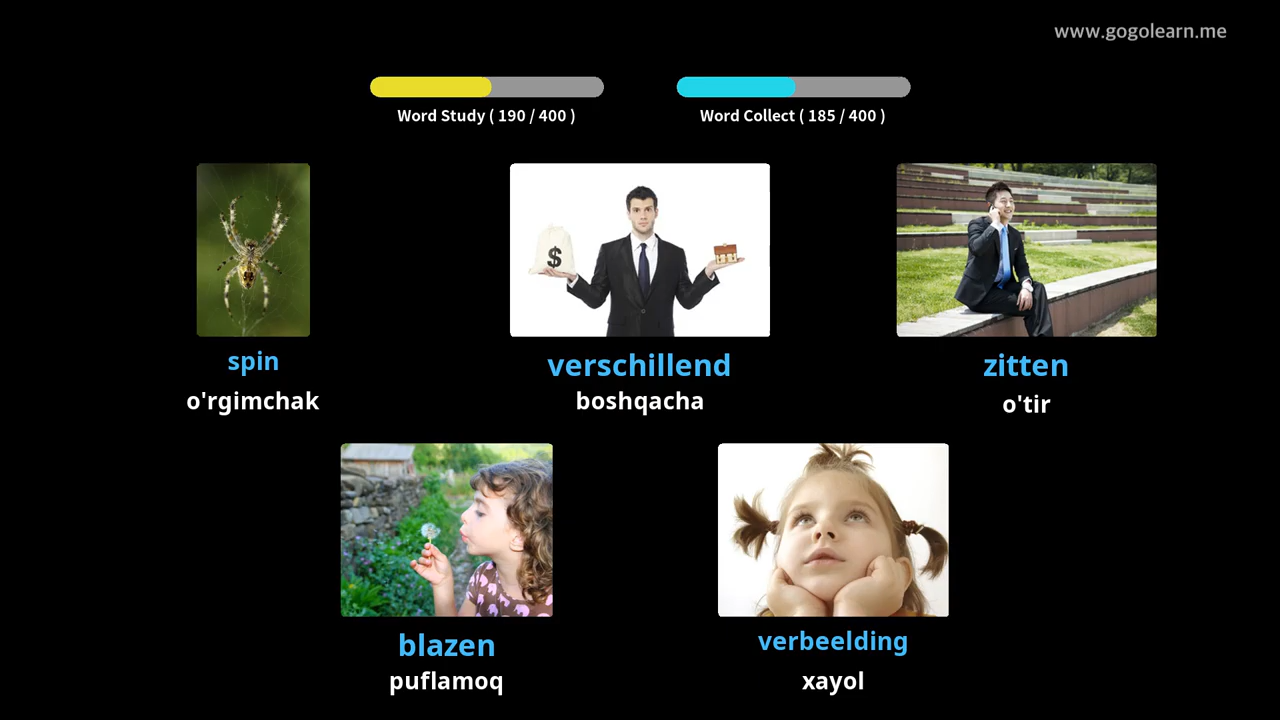 www.gogolearn.me
Word Study ( 190 / 400 )
Word Collect ( 185 / 400 )
$
spin
o'rgimchak
verschillend
boshqacha
zitten
o'tir
blazen
puflamoq
verbeelding
xayol